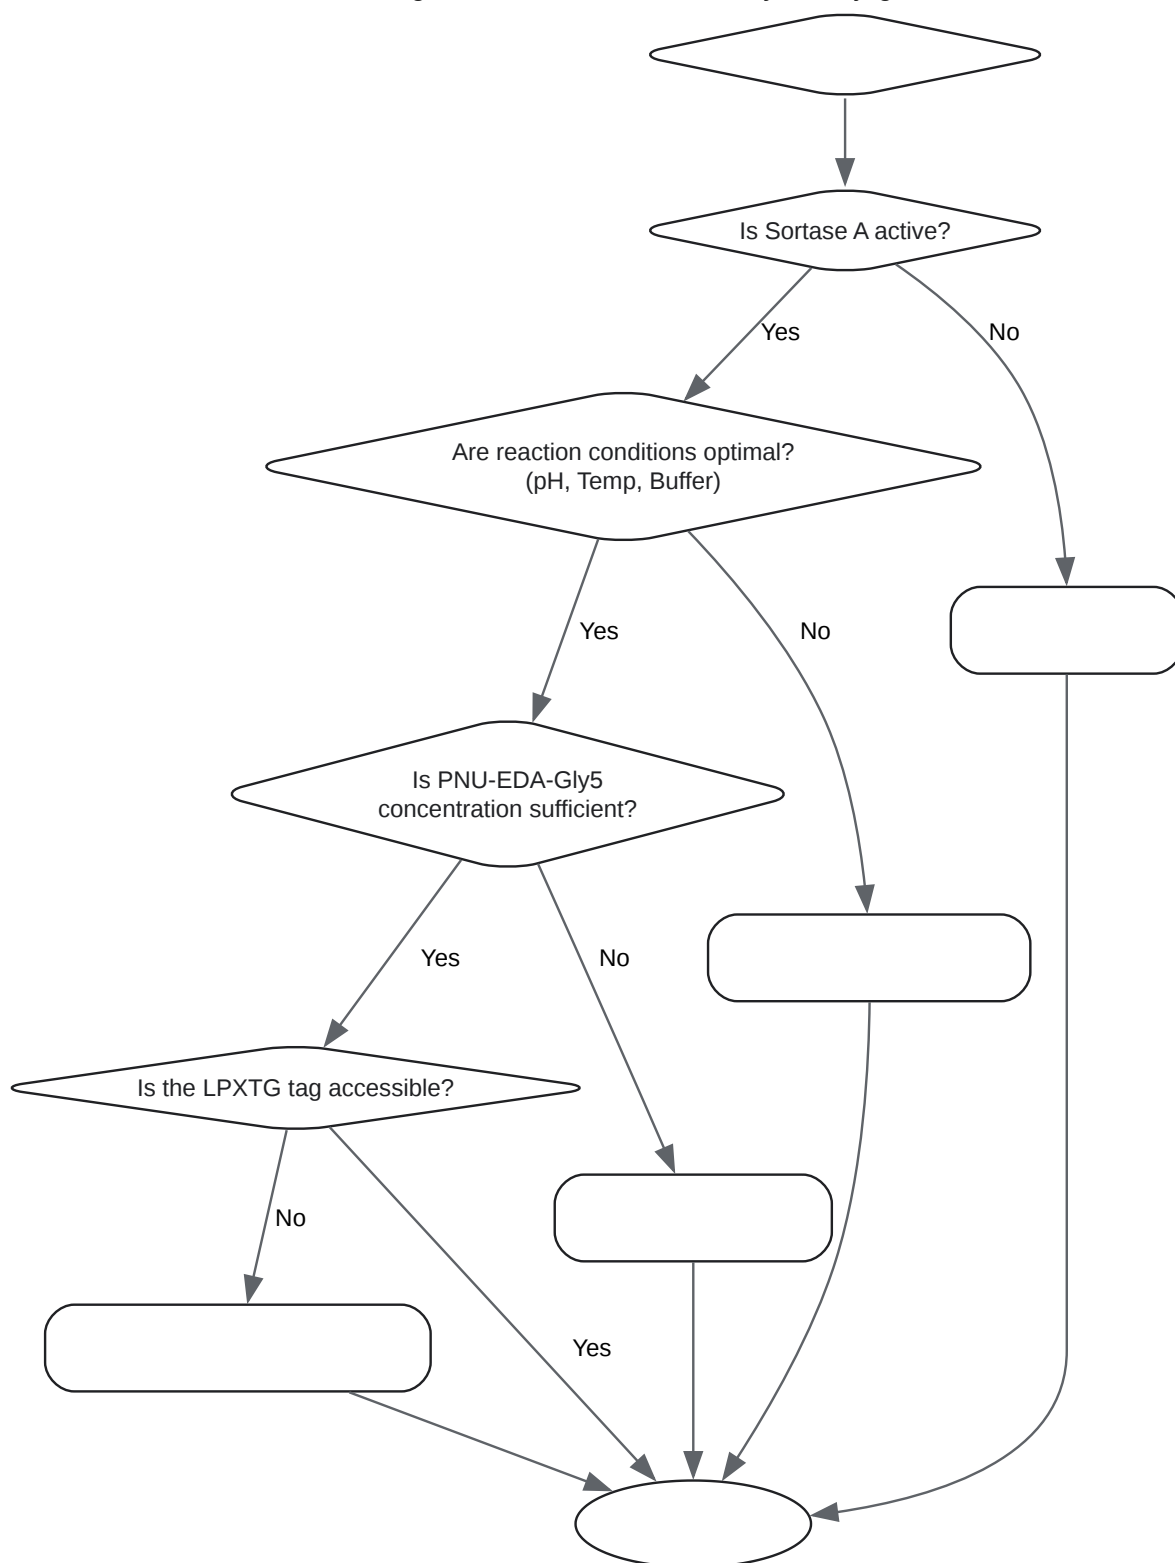 Is Sortase A active?
Yes
No
Are reaction conditions optimal?
(pH, Temp, Buffer)
Yes
No
Is PNU-EDA-Gly5
concentration sufficient?
Yes
No
Is the LPXTG tag accessible?
No
Yes